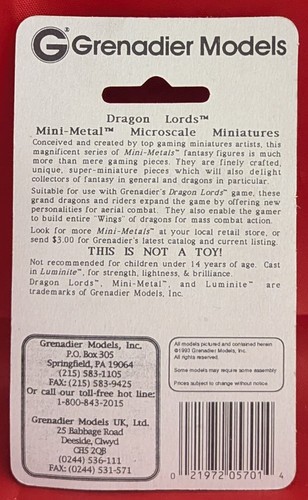 G® Grenadier Models
Dragon Lords™
Mini-Metal™ Microscale Miniatures
Conceived and created by top gaming miniatures artists, this
magnificent series of Mini-Metals™ fantasy figures is much
more than mere gaming pieces. They are finely crafted,
unique, super-miniature pieces which will also delight
collectors of fantasy in general and dragons in particular.
Suitable for use with Grenadier's Dragon Lords™ game, these
grand dragons and riders expand the game by offering new
personalities for aerial combat. They also enable the gamer
to build entire "Wings" of dragons for mass combat action.
Look for more Mini-Metals™ at your local retail store, or
send $3.00 for Grenadier's latest catalog and current listing.
THIS IS NOT A TOY!
Not recommended for children under 14 years of age. Cast
in Luminite™, for strength, lightness, & brilliance.
Dragon Lords™, Mini-Metal™, and Luminite™ are
trademarks of Grenadier Models, Inc.
Grenadier Models, Inc.
P.O. Box 305
Springfield, PA 19064
(215) 583-1105
FAX: (215) 583-9425
Or call our toll-free hot line:
1-800-843-2015
Grenadier Models UK, Ltd.
25 Babbage Road
Deeside, Clwyd
CH5 2QB
(0244) 536-111
FAX: (0244) 531-571
All models pictured and contained herein
©1993 Grenadier Models, Inc.
All rights reserved.
Some models may require some assembly
Prices subject to change without notice.
0 21972 05701 4